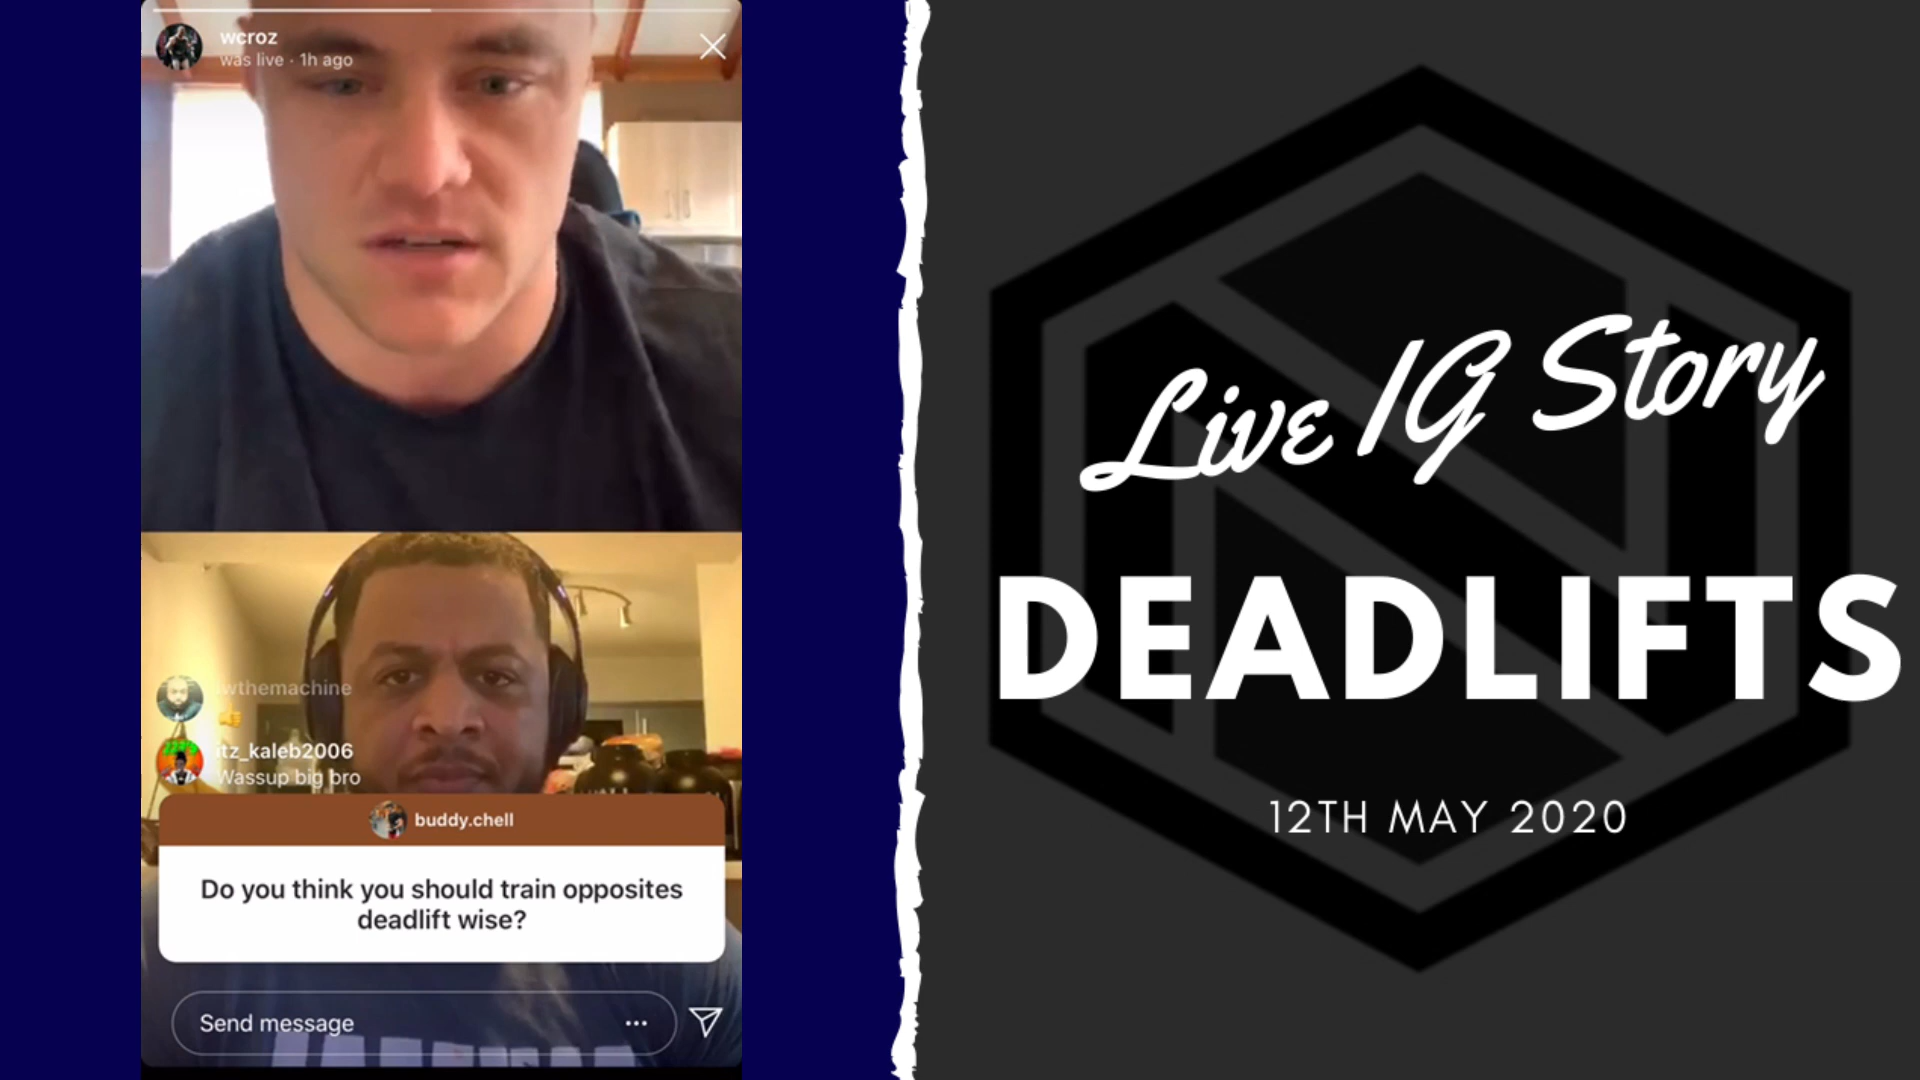 wcroz
was live · 1h ago
wthemachine
itz_kaleb2006
Wassup big bro
buddy.chell
Do you think you should train opposites
deadlift wise?
Send message
Live IG Story
DEADLIFTS
12TH MAY 2020